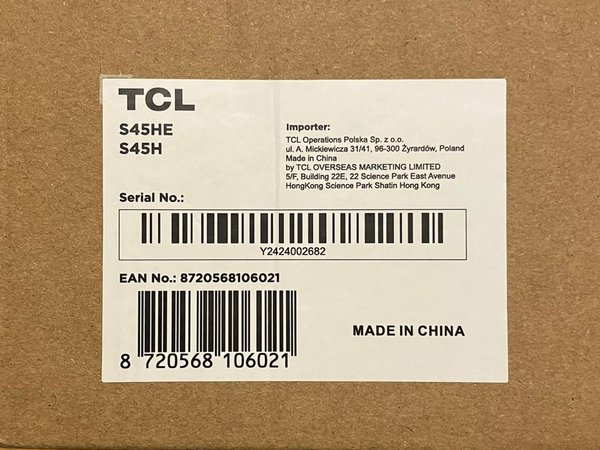 TCL
S45HE
S45H
Importer:
TCL Operations Polska Sp. z o.o.
ul. A. Mickiewicza 31/41, 96-300 Żyrardów, Poland
Made in China
by TCL OVERSEAS MARKETING LIMITED
5/F, Building 22E, 22 Science Park East Avenue
HongKong Science Park Shatin Hong Kong
Serial No.:
Y2424002682
EAN No.: 8720568106021
8 720568 106021
MADE IN CHINA